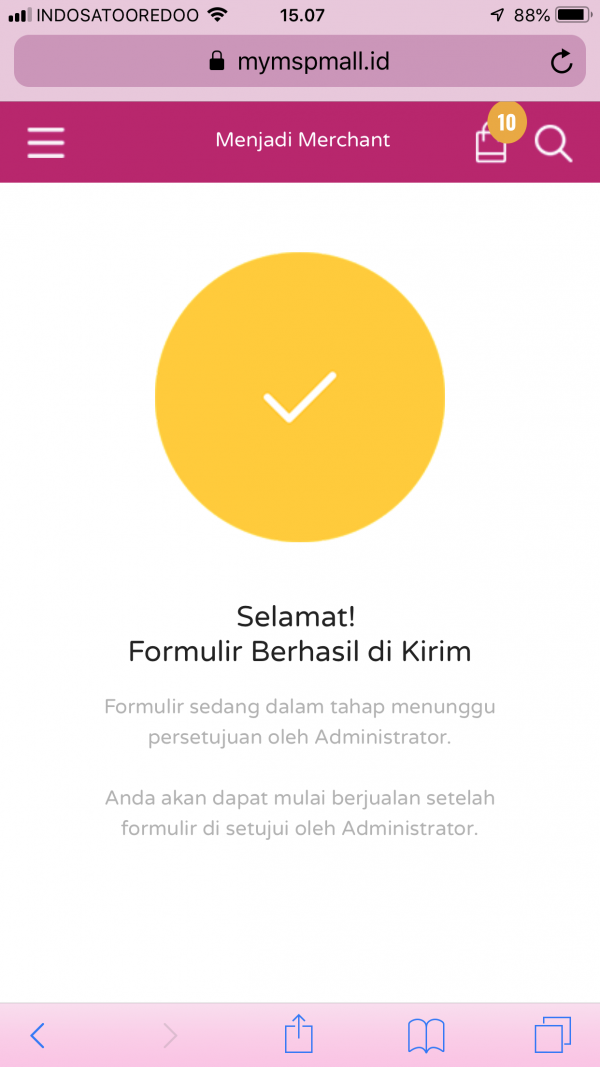 INDOSATOOREDOO 15.07 88%
mymspmall.id
Menjadi Merchant 10
Selamat!
Formulir Berhasil di Kirim
Formulir sedang dalam tahap menunggu
persetujuan oleh Administrator.
Anda akan dapat mulai berjualan setelah
formulir di setujui oleh Administrator.